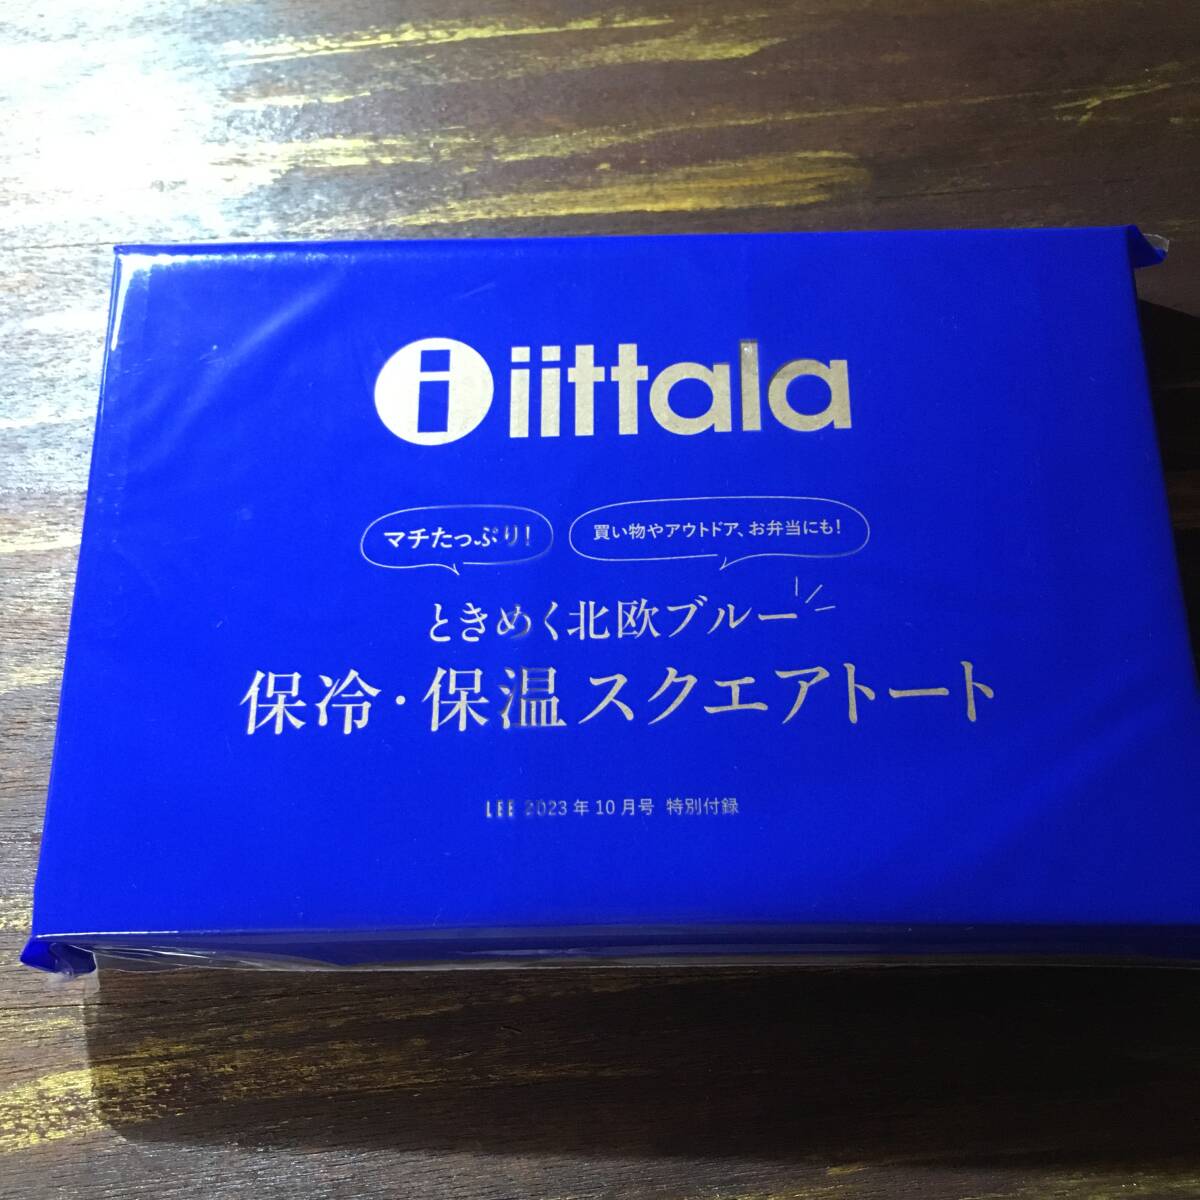 iittala
マチたっぷり!
買い物やアウトドア、お弁当にも!
ときめく北欧ブルー
保冷・保温スクエアトート
LEE 2023年10月号 特別付録